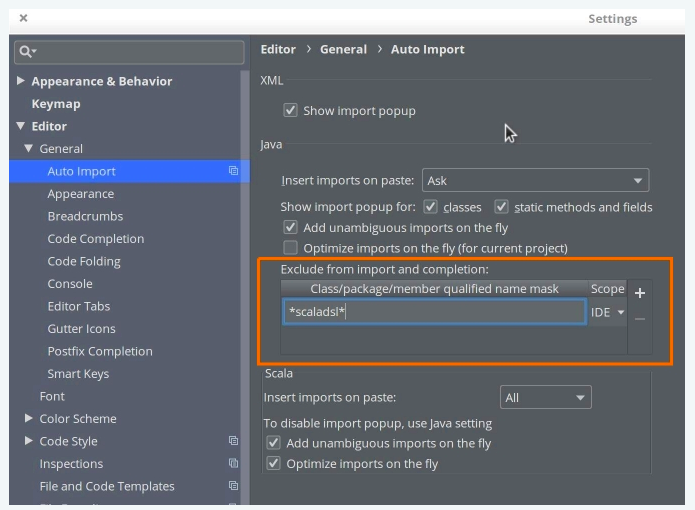 Settings
Appearance & Behavior
Keymap
Editor
General
Auto Import
Appearance
Breadcrumbs
Code Completion
Code Folding
Console
Editor Tabs
Gutter Icons
Postfix Completion
Smart Keys
Font
Color Scheme
Code Style
Inspections
File and Code Templates
Editor > General > Auto Import
XML
Show import popup
Java
Insert imports on paste: Ask
Show import popup for: classes static methods and fields
Add unambiguous imports on the fly
Optimize imports on the fly (for current project)
Exclude from import and completion:
Class/package/member qualified name mask Scope
*scaladsl* IDE
Scala
Insert imports on paste: All
To disable import popup, use Java setting
Add unambiguous imports on the fly
Optimize imports on the fly